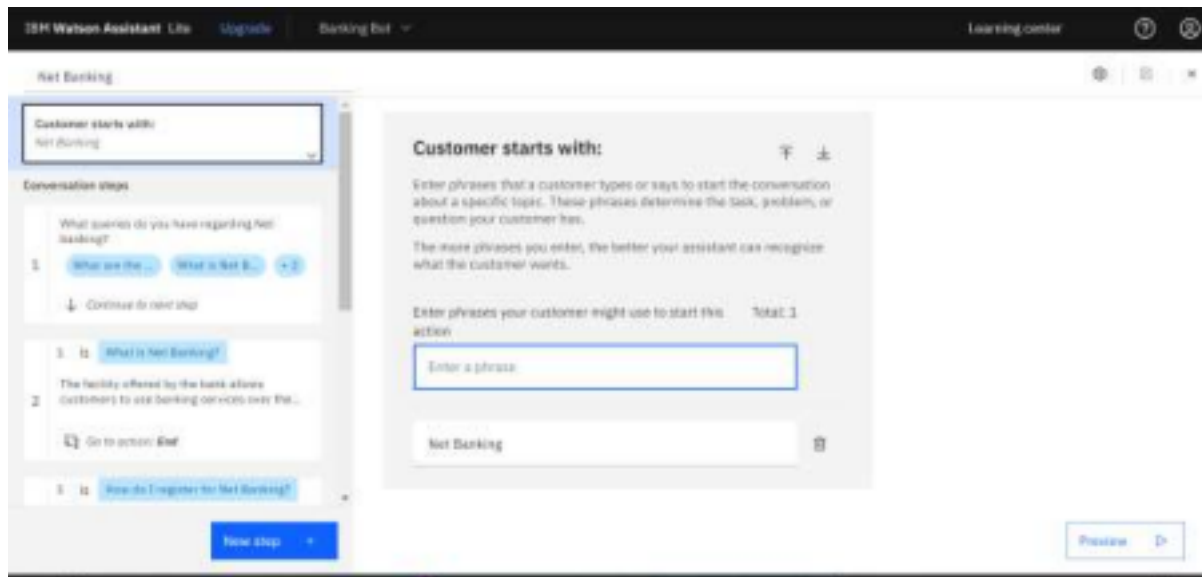 IBM Watson Assistant Lite Upgrade Banking Bot Learning center
Net Banking
Customer starts with:
Net Banking
Conversation steps
What queries do you have regarding Net
banking?
1 What are the ... What is Net B... + 2
Continue to next step
1 is What is Net Banking?
The facility offered by the bank allows
2 customers to use banking services over the...
Go to action: End
1 is How do I register for Net Banking?
New step +
Customer starts with:
Enter phrases that a customer types or says to start the conversation
about a specific topic. These phrases determine the task, problem, or
question your customer has.
The more phrases you enter, the better your assistant can recognize
what the customer wants.
Enter phrases your customer might use to start this Total: 1
action
Enter a phrase
Net Banking
Preview